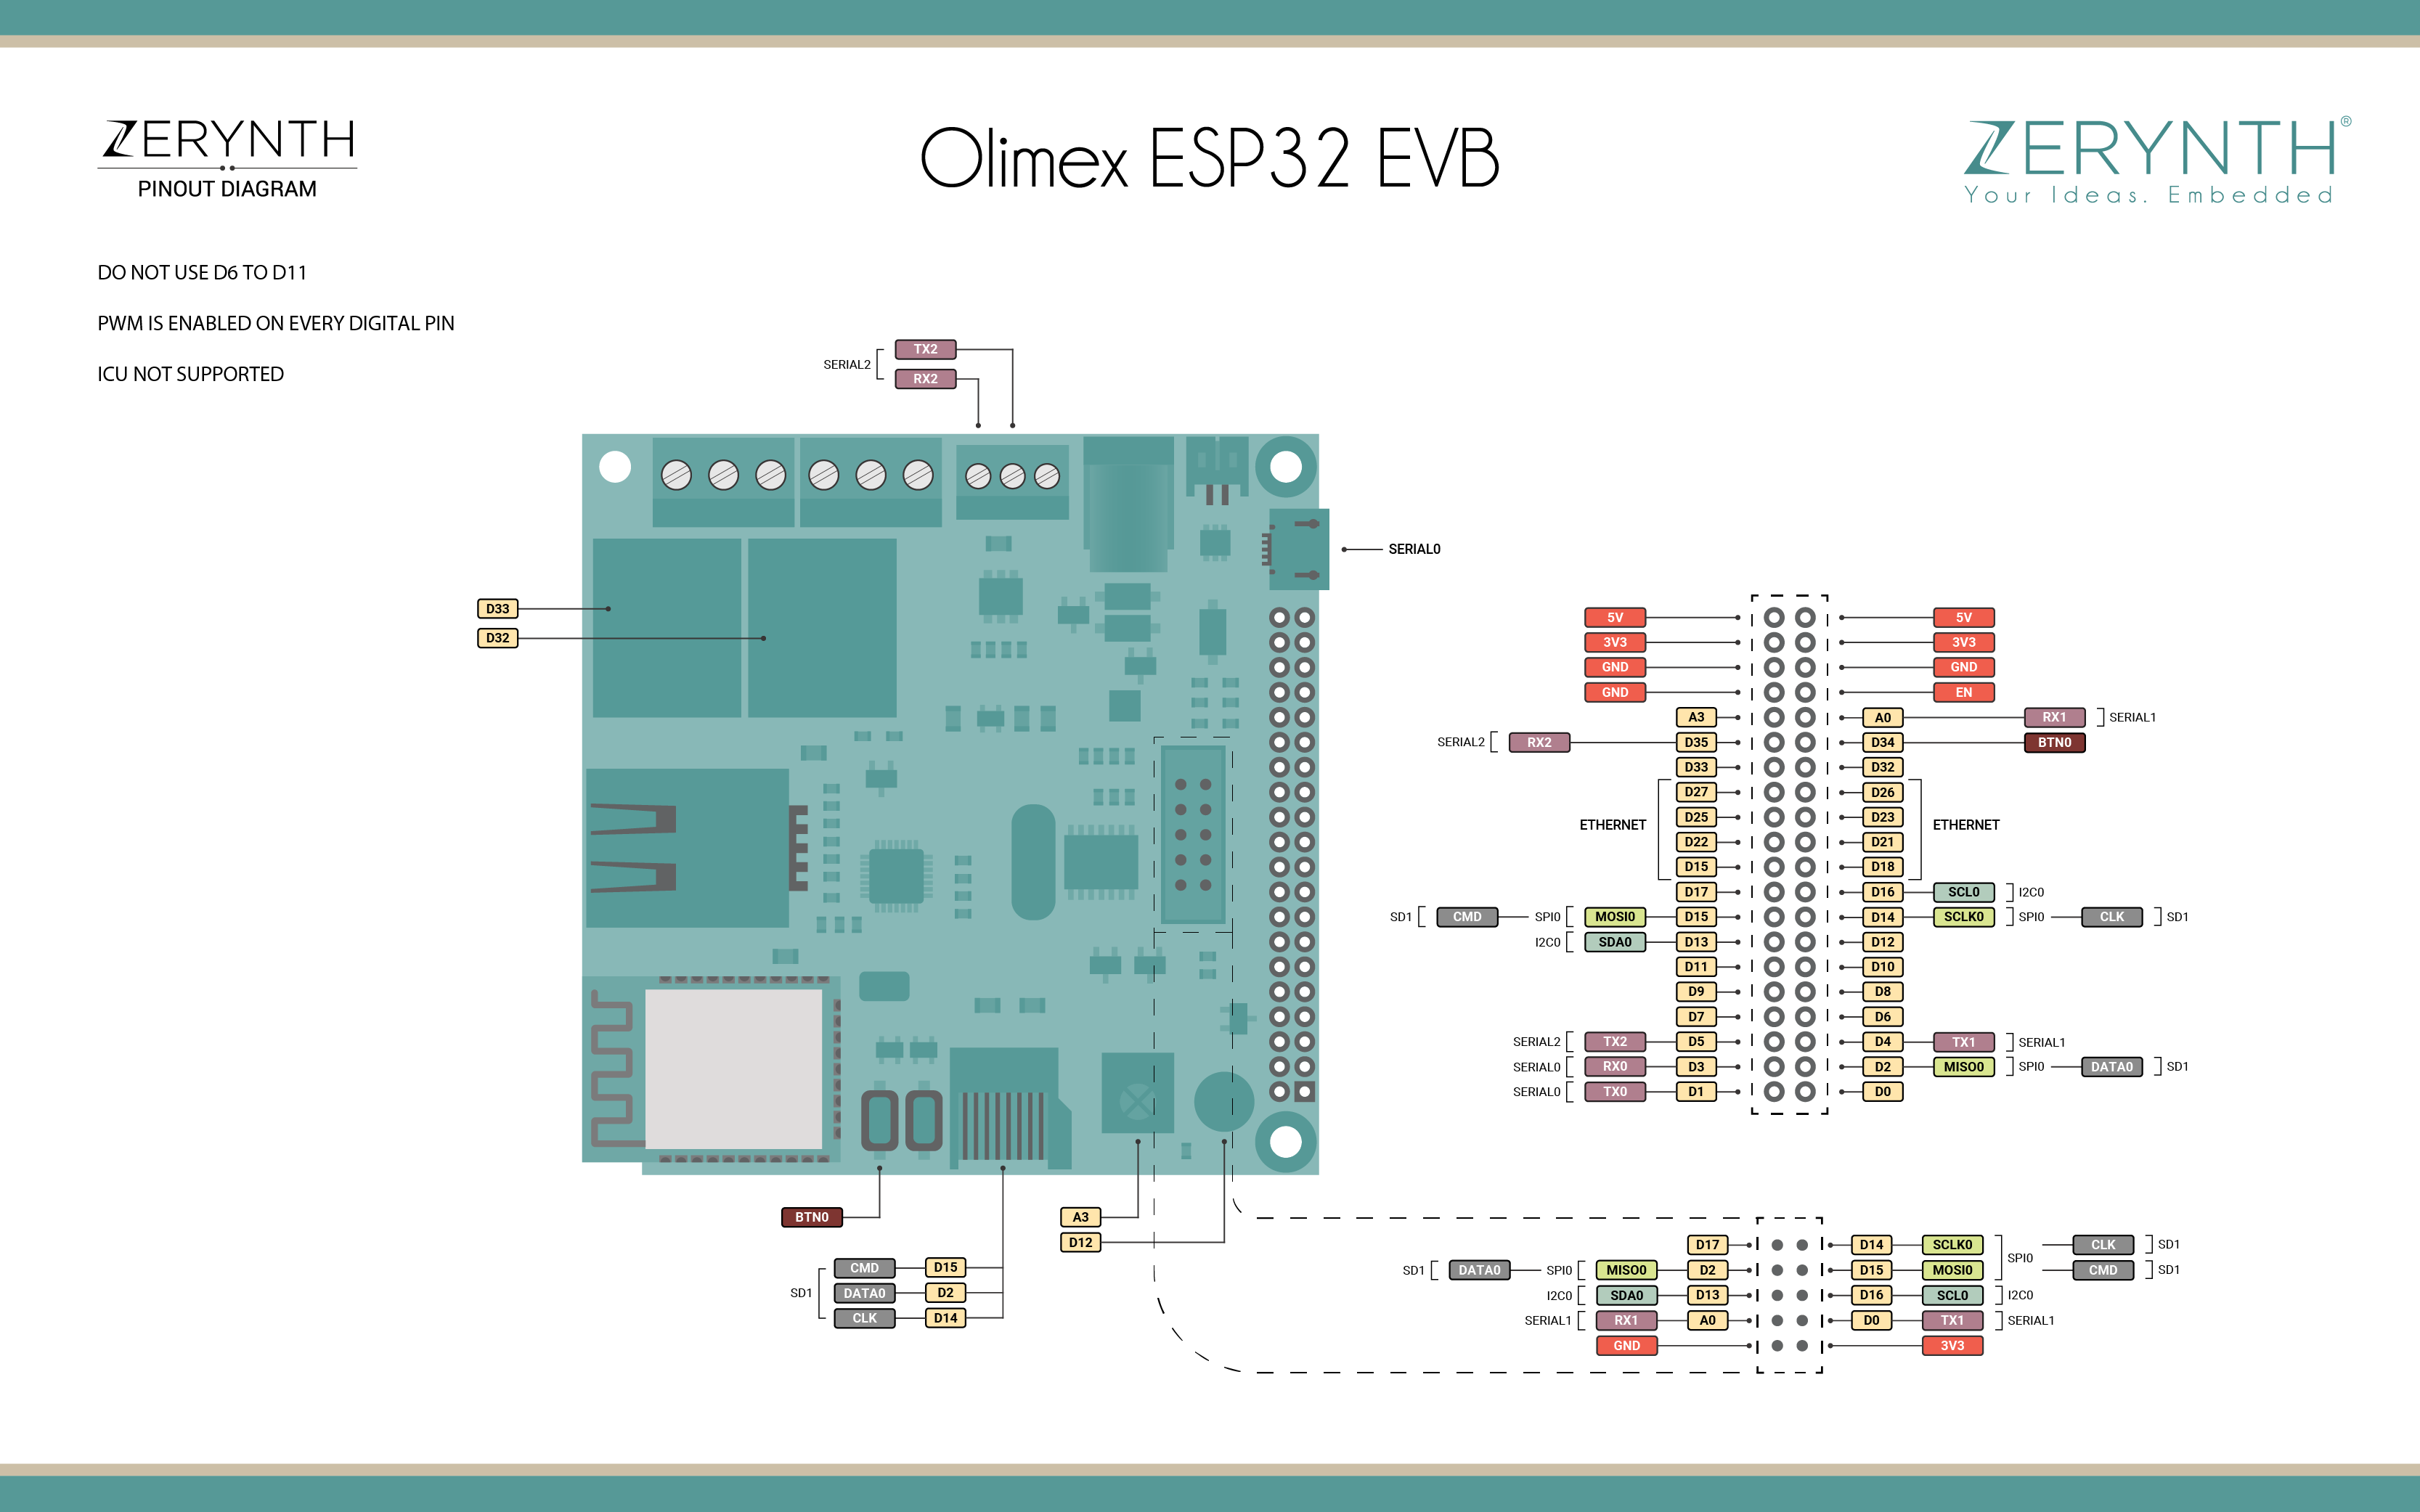 ZERYNTH
PINOUT DIAGRAM
Olimex ESP32 EVB
ZERYNTH®
Your Ideas. Embedded
DO NOT USE D6 TO D11
PWM IS ENABLED ON EVERY DIGITAL PIN
ICU NOT SUPPORTED
SERIAL2 TX2
RX2
SERIAL0
D33
D32
5V 5V
3V3 3V3
GND GND
GND EN
A3 A0 RX1 SERIAL1
SERIAL2 RX2 D35 D34 BTN0
D33 D32
D27 D26
ETHERNET D25 D23 ETHERNET
D22 D21
D15 D18
D17 D16 SCL0 I2C0
SD1 CMD SPI0 MOSI0 D15 D14 SCLK0 SPI0 CLK SD1
I2C0 SDA0 D13 D12
D11 D10
D9 D8
D7 D6
SERIAL2 TX2 D5 D4 TX1 SERIAL1
SERIAL0 RX0 D3 D2 MISO0 SPI0 DATA0 SD1
SERIAL0 TX0 D1 D0
BTN0
A3
D12
CMD D15
SD1 DATA0 D2
CLK D14
D17 D14 SCLK0 SPI0 CLK SD1
SD1 DATA0 SPI0 MISO0 D2 D15 MOSI0 CMD SD1
I2C0 SDA0 D13 D16 SCL0 I2C0
SERIAL1 RX1 A0 D0 TX1 SERIAL1
GND 3V3